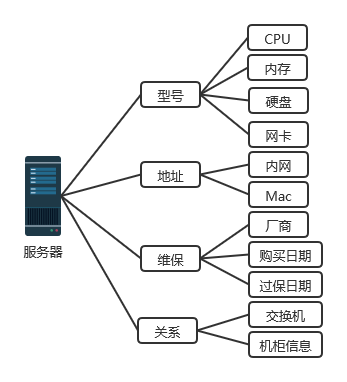 服务器
型号
CPU
内存
硬盘
网卡
地址
内网
Mac
维保
厂商
购买日期
过保日期
关系
交换机
机柜信息